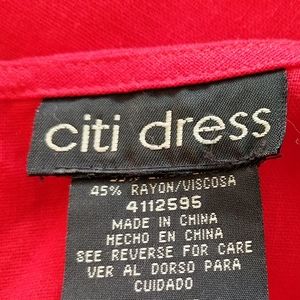 citi dress
45% RAYON/VISCOSA
4112595
MADE IN CHINA
HECHO EN CHINA
SEE REVERSE FOR CARE
VER AL DORSO PARA
CUIDADO